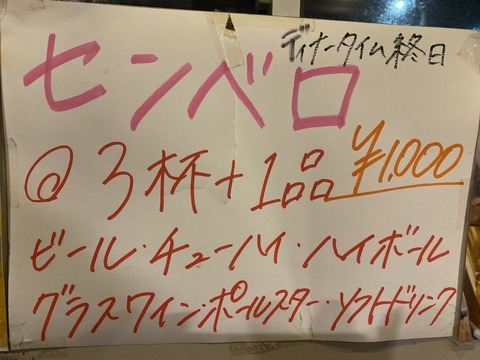 ディナータイム終日
センベロ
@3杯+1品 ¥1,000
ビール・チューハイ・ハイボール
グラスワイン・ポールスター・ソフトドリンク